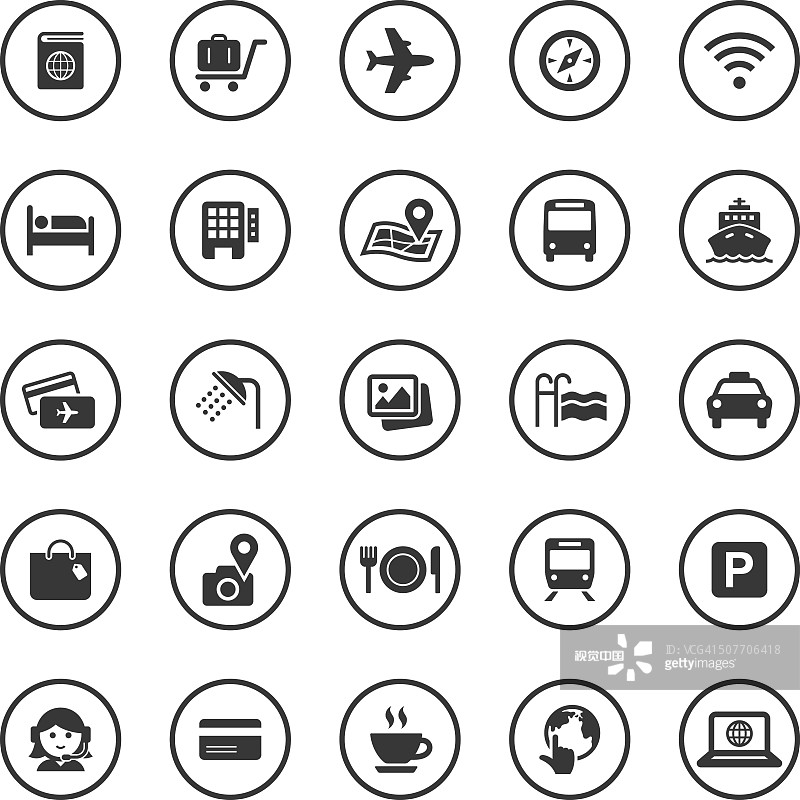 P
视觉中国
ID: VCG41507706418
gettyimages